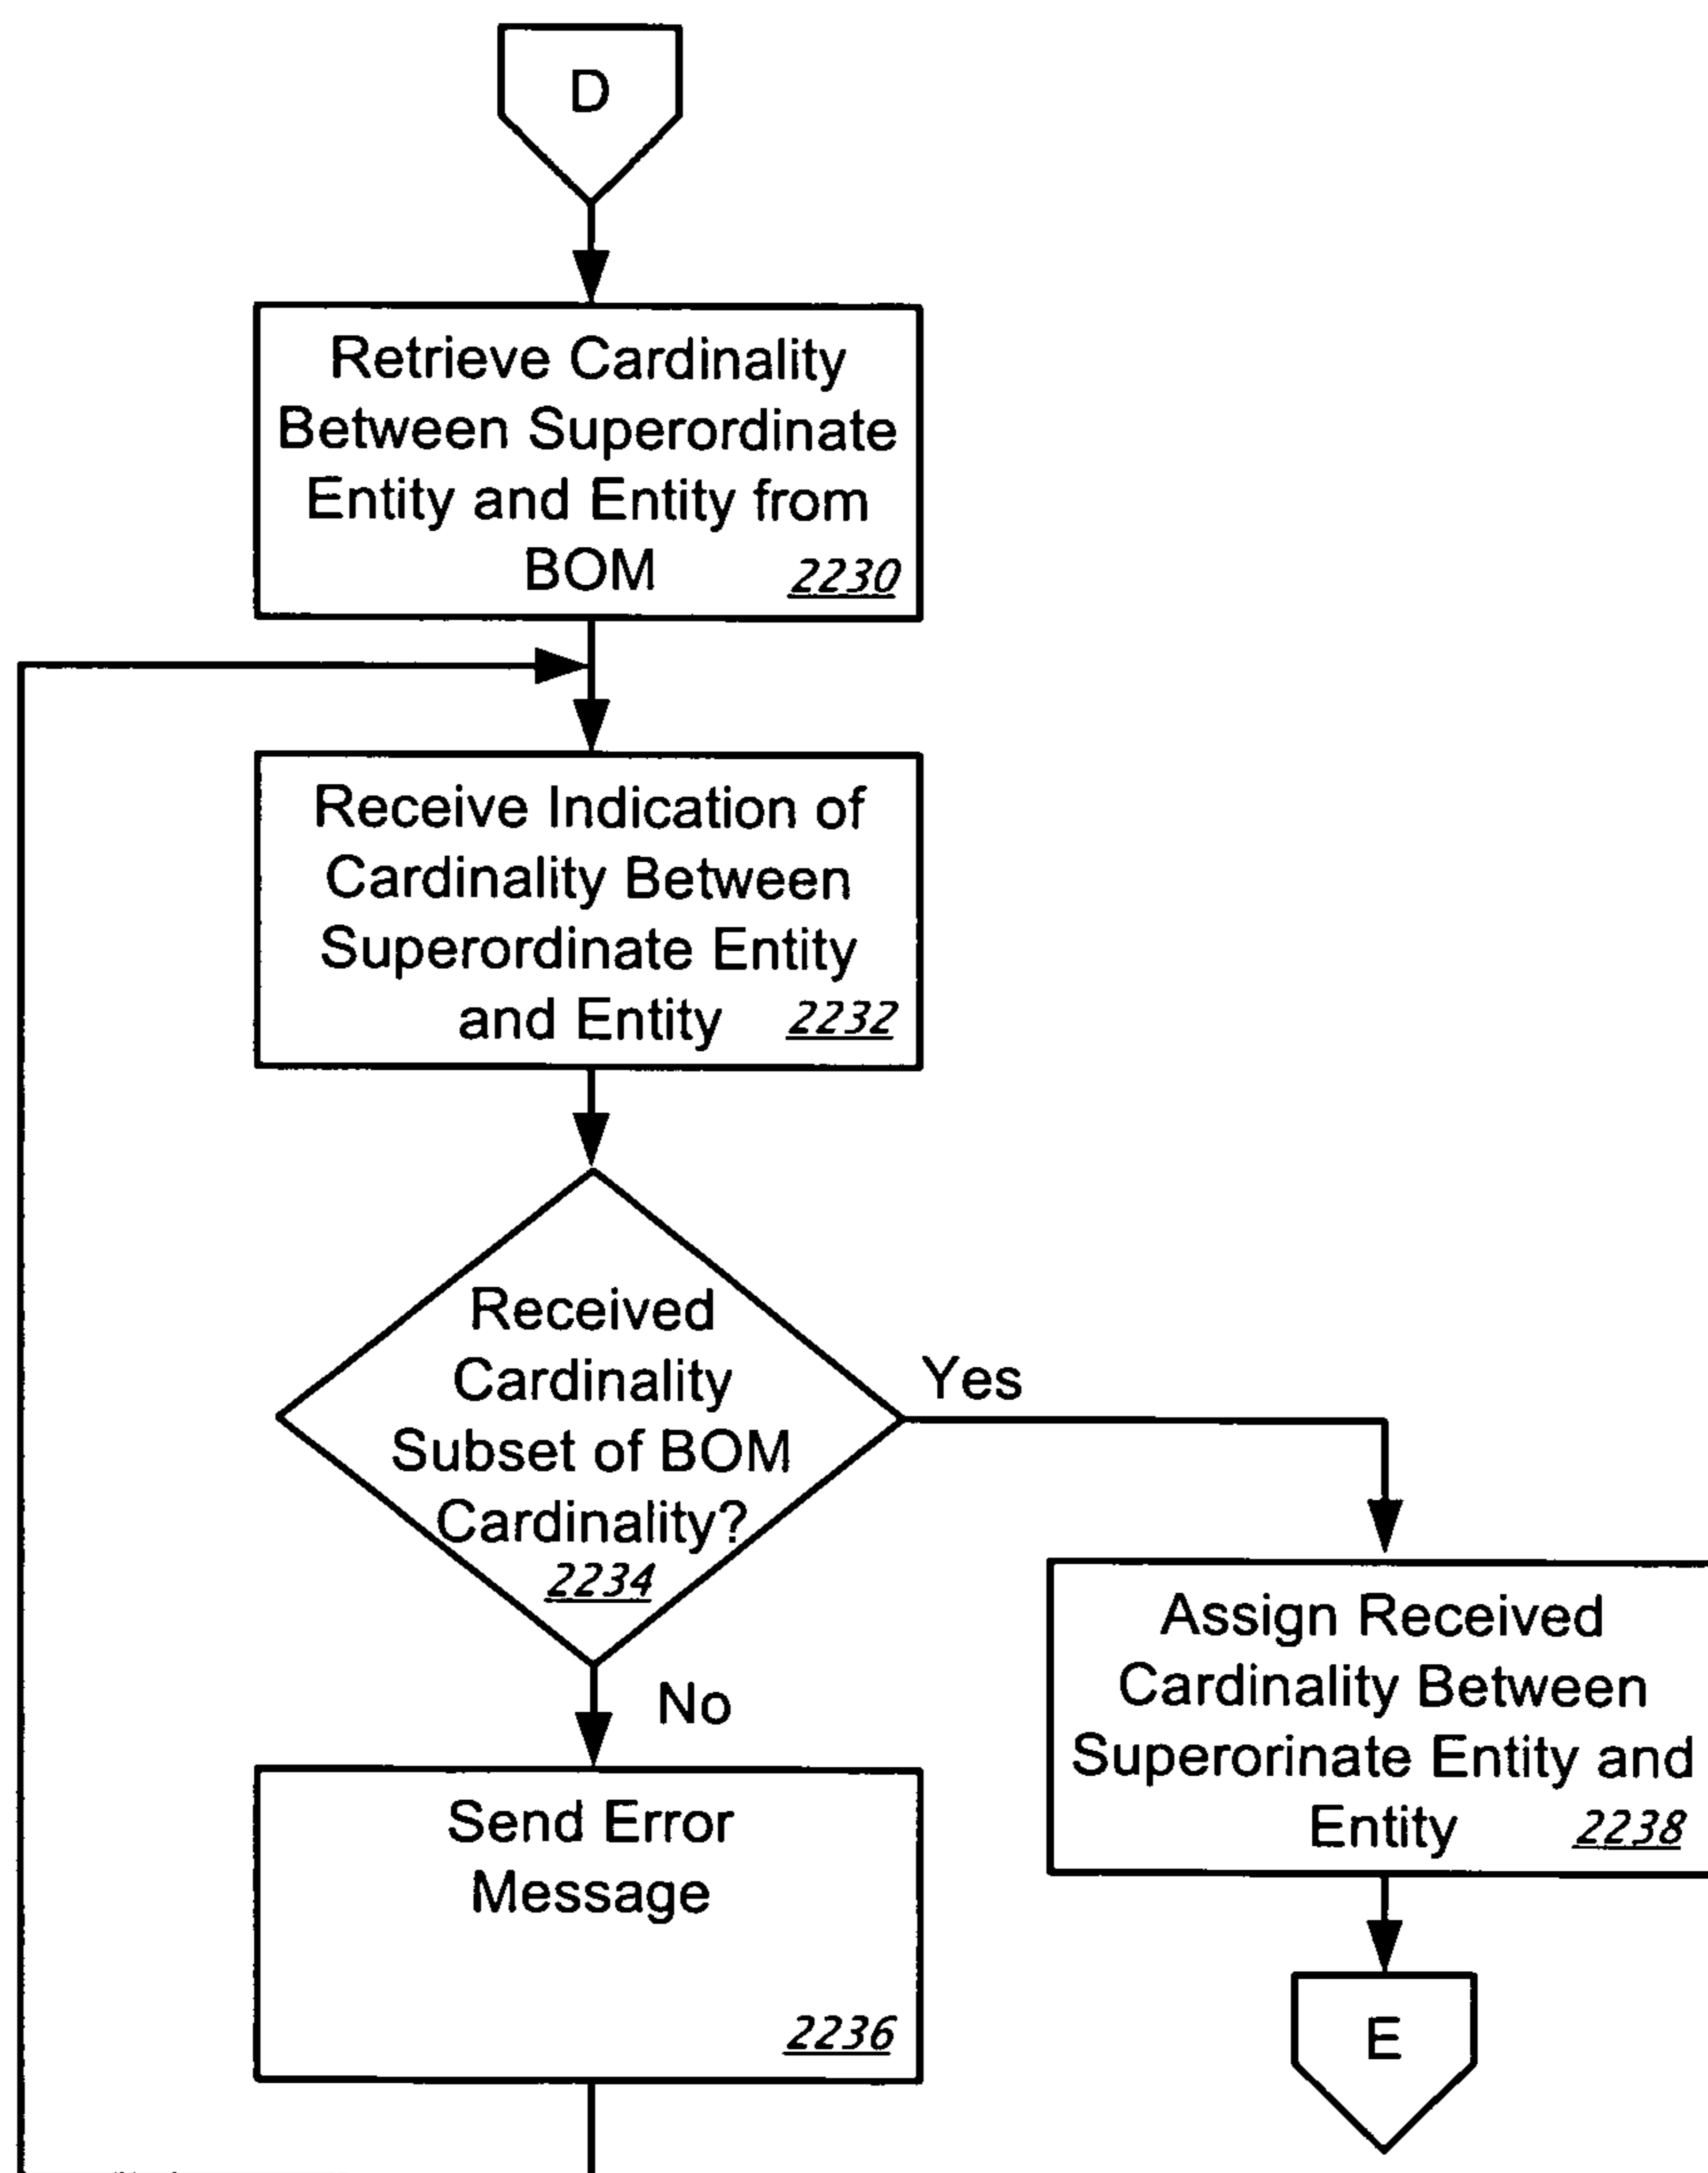 D
Retrieve Cardinality
Between Superordinate
Entity and Entity from
BOM 2230
Receive Indication of
Cardinality Between
Superordinate Entity
and Entity 2232
Received
Cardinality
Subset of BOM
Cardinality?
2234
Yes
No
Send Error
Message
2236
Assign Received
Cardinality Between
Superorinate Entity and
Entity 2238
E